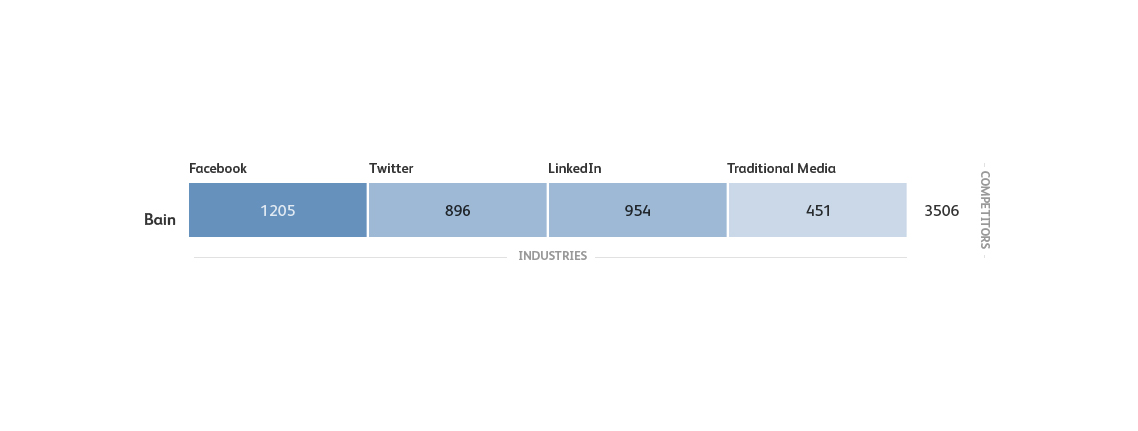 Facebook Twitter LinkedIn Traditional Media
Bain 1205 896 954 451 3506
INDUSTRIES
- COMPETITORS -